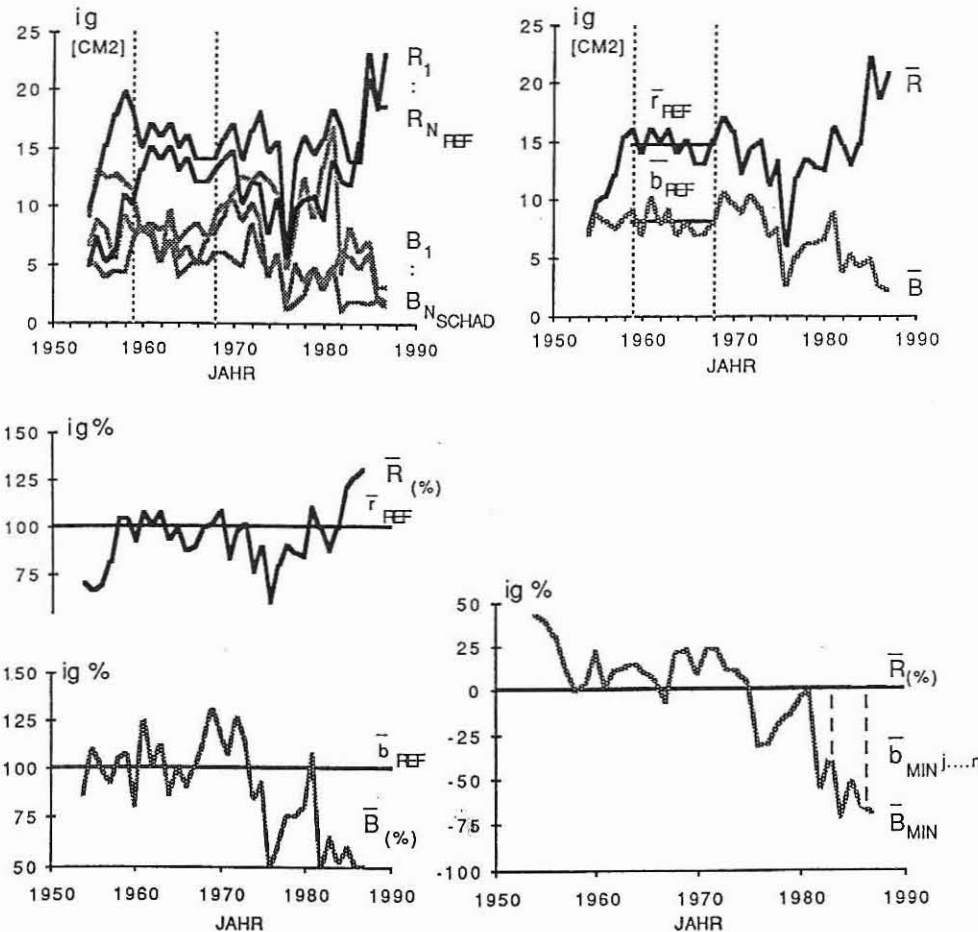 ig
[CM2]
25
20
15
10
5
0
R1
:
RN REF
B1
:
BN SCHAD
1950 1960 1970 1980 1990
JAHR
ig
[CM2]
25
20
15
10
5
0
r̄ REF
b̄ REF
R̄
B̄
1950 1960 1970 1980 1990
JAHR
ig%
150
125
100
75
R̄ (%)
r̄ REF
ig %
150
125
100
75
50
b̄ REF
B̄ (%)
1950 1960 1970 1980 1990
JAHR
ig %
50
25
0
-25
-50
-75
-100
R̄(%)
b̄ MIN j....n
B̄ MIN
1950 1960 1970 1980 1990
JAHR